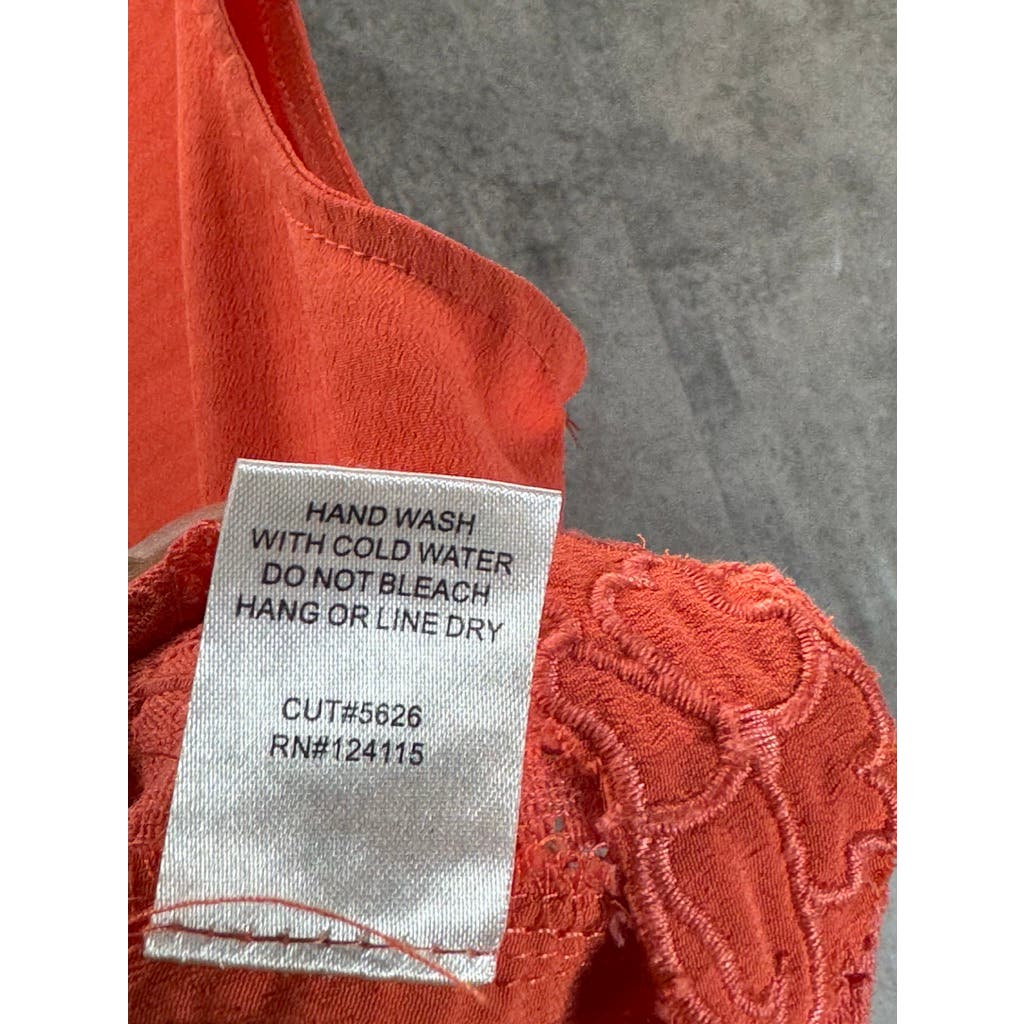 HAND WASH
WITH COLD WATER
DO NOT BLEACH
HANG OR LINE DRY
CUT#5626
RN#124115